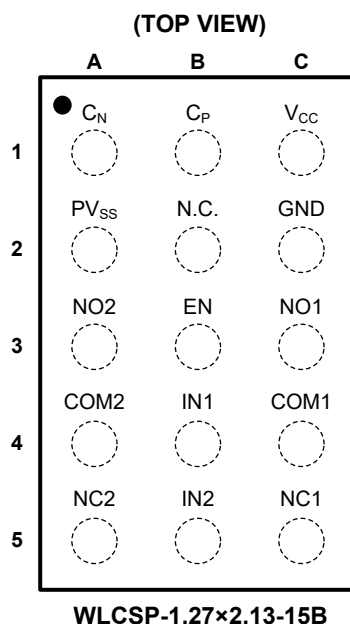 (TOP VIEW)
A B C
C_N C_P V_CC
1
PV_SS N.C. GND
2
NO2 EN NO1
3
COM2 IN1 COM1
4
NC2 IN2 NC1
5
WLCSP-1.27×2.13-15B